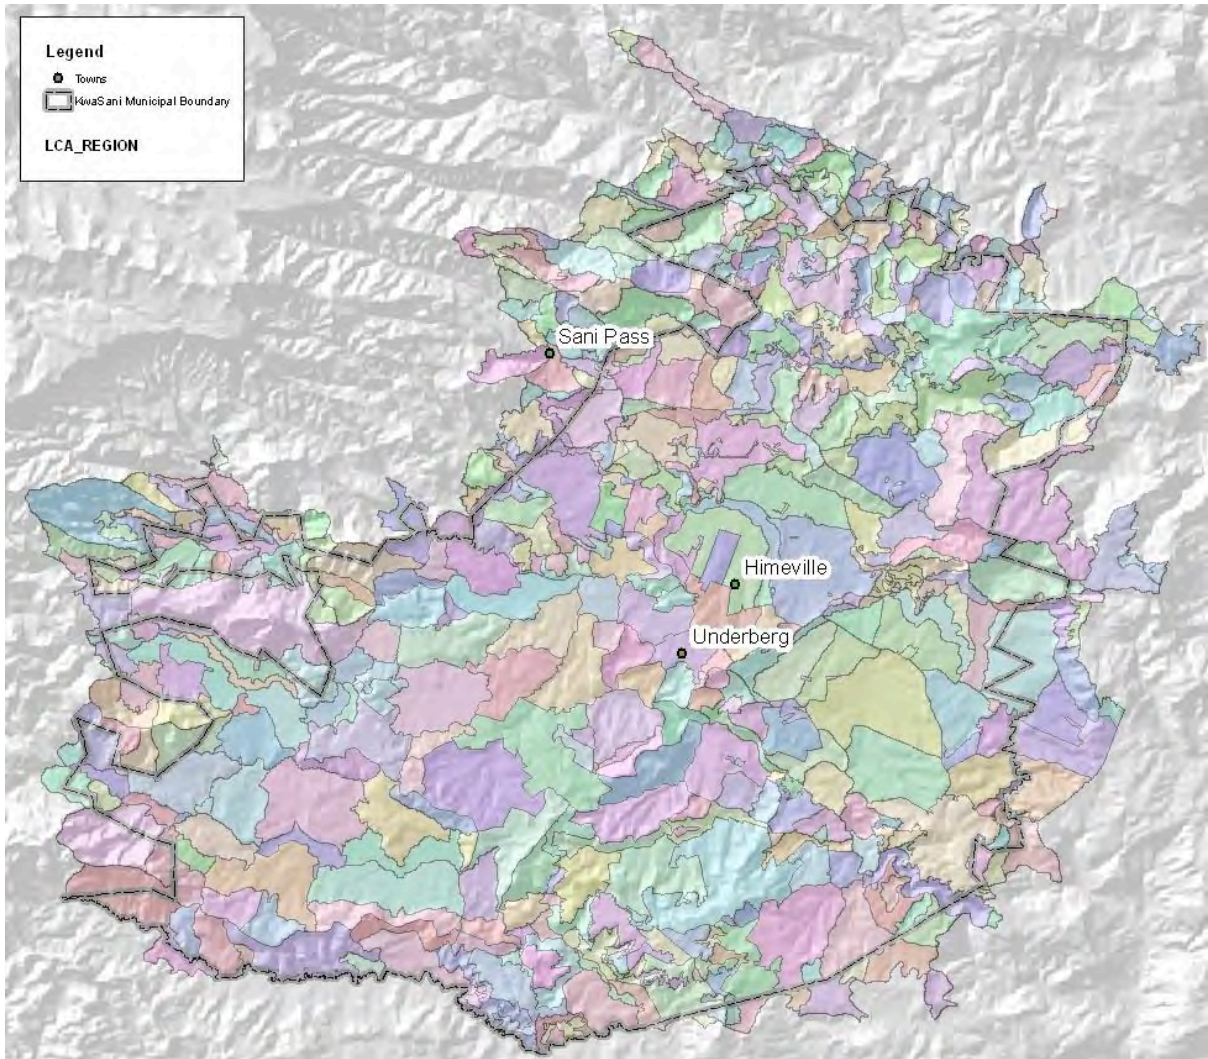 Legend
Towns
KwaSani Municipal Boundary
LCA_REGION
Sani Pass
Himeville
Underberg